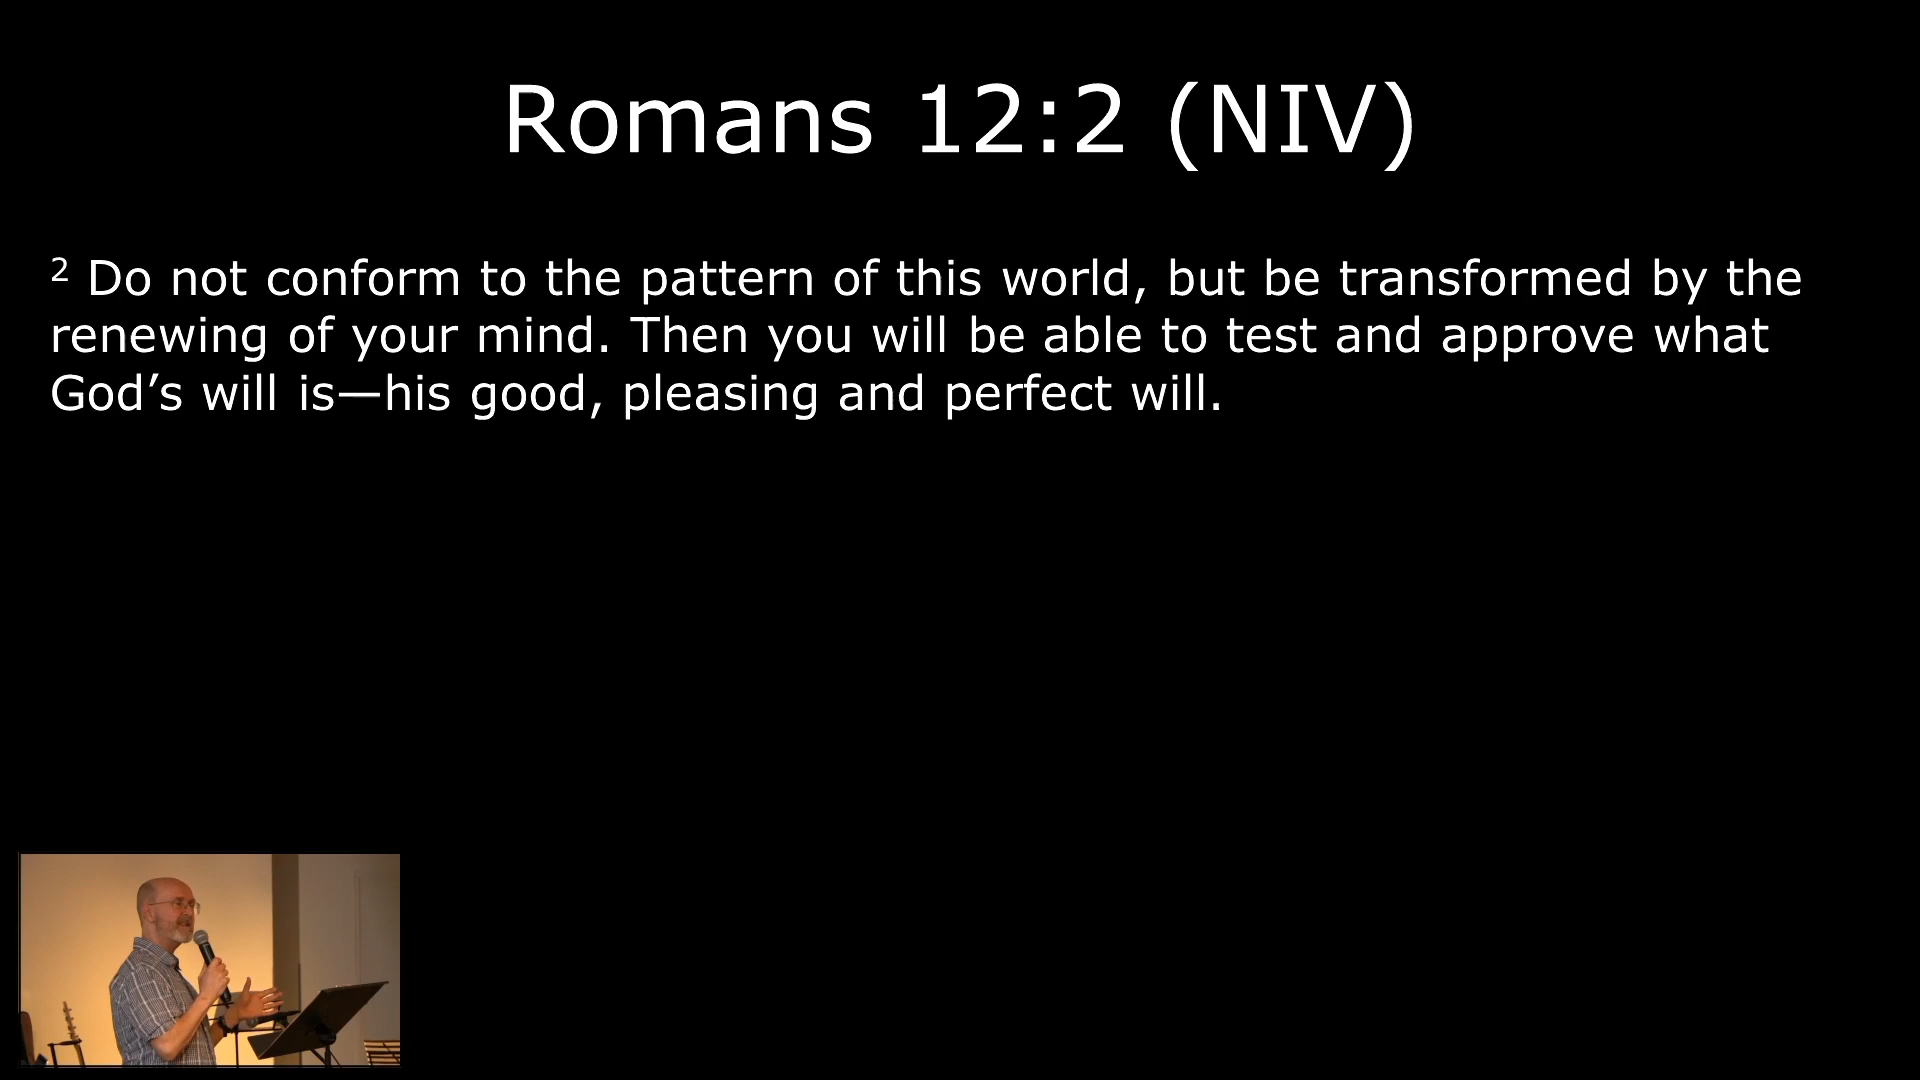 Romans 12:2 (NIV)
² Do not conform to the pattern of this world, but be transformed by the
renewing of your mind. Then you will be able to test and approve what
God’s will is—his good, pleasing and perfect will.